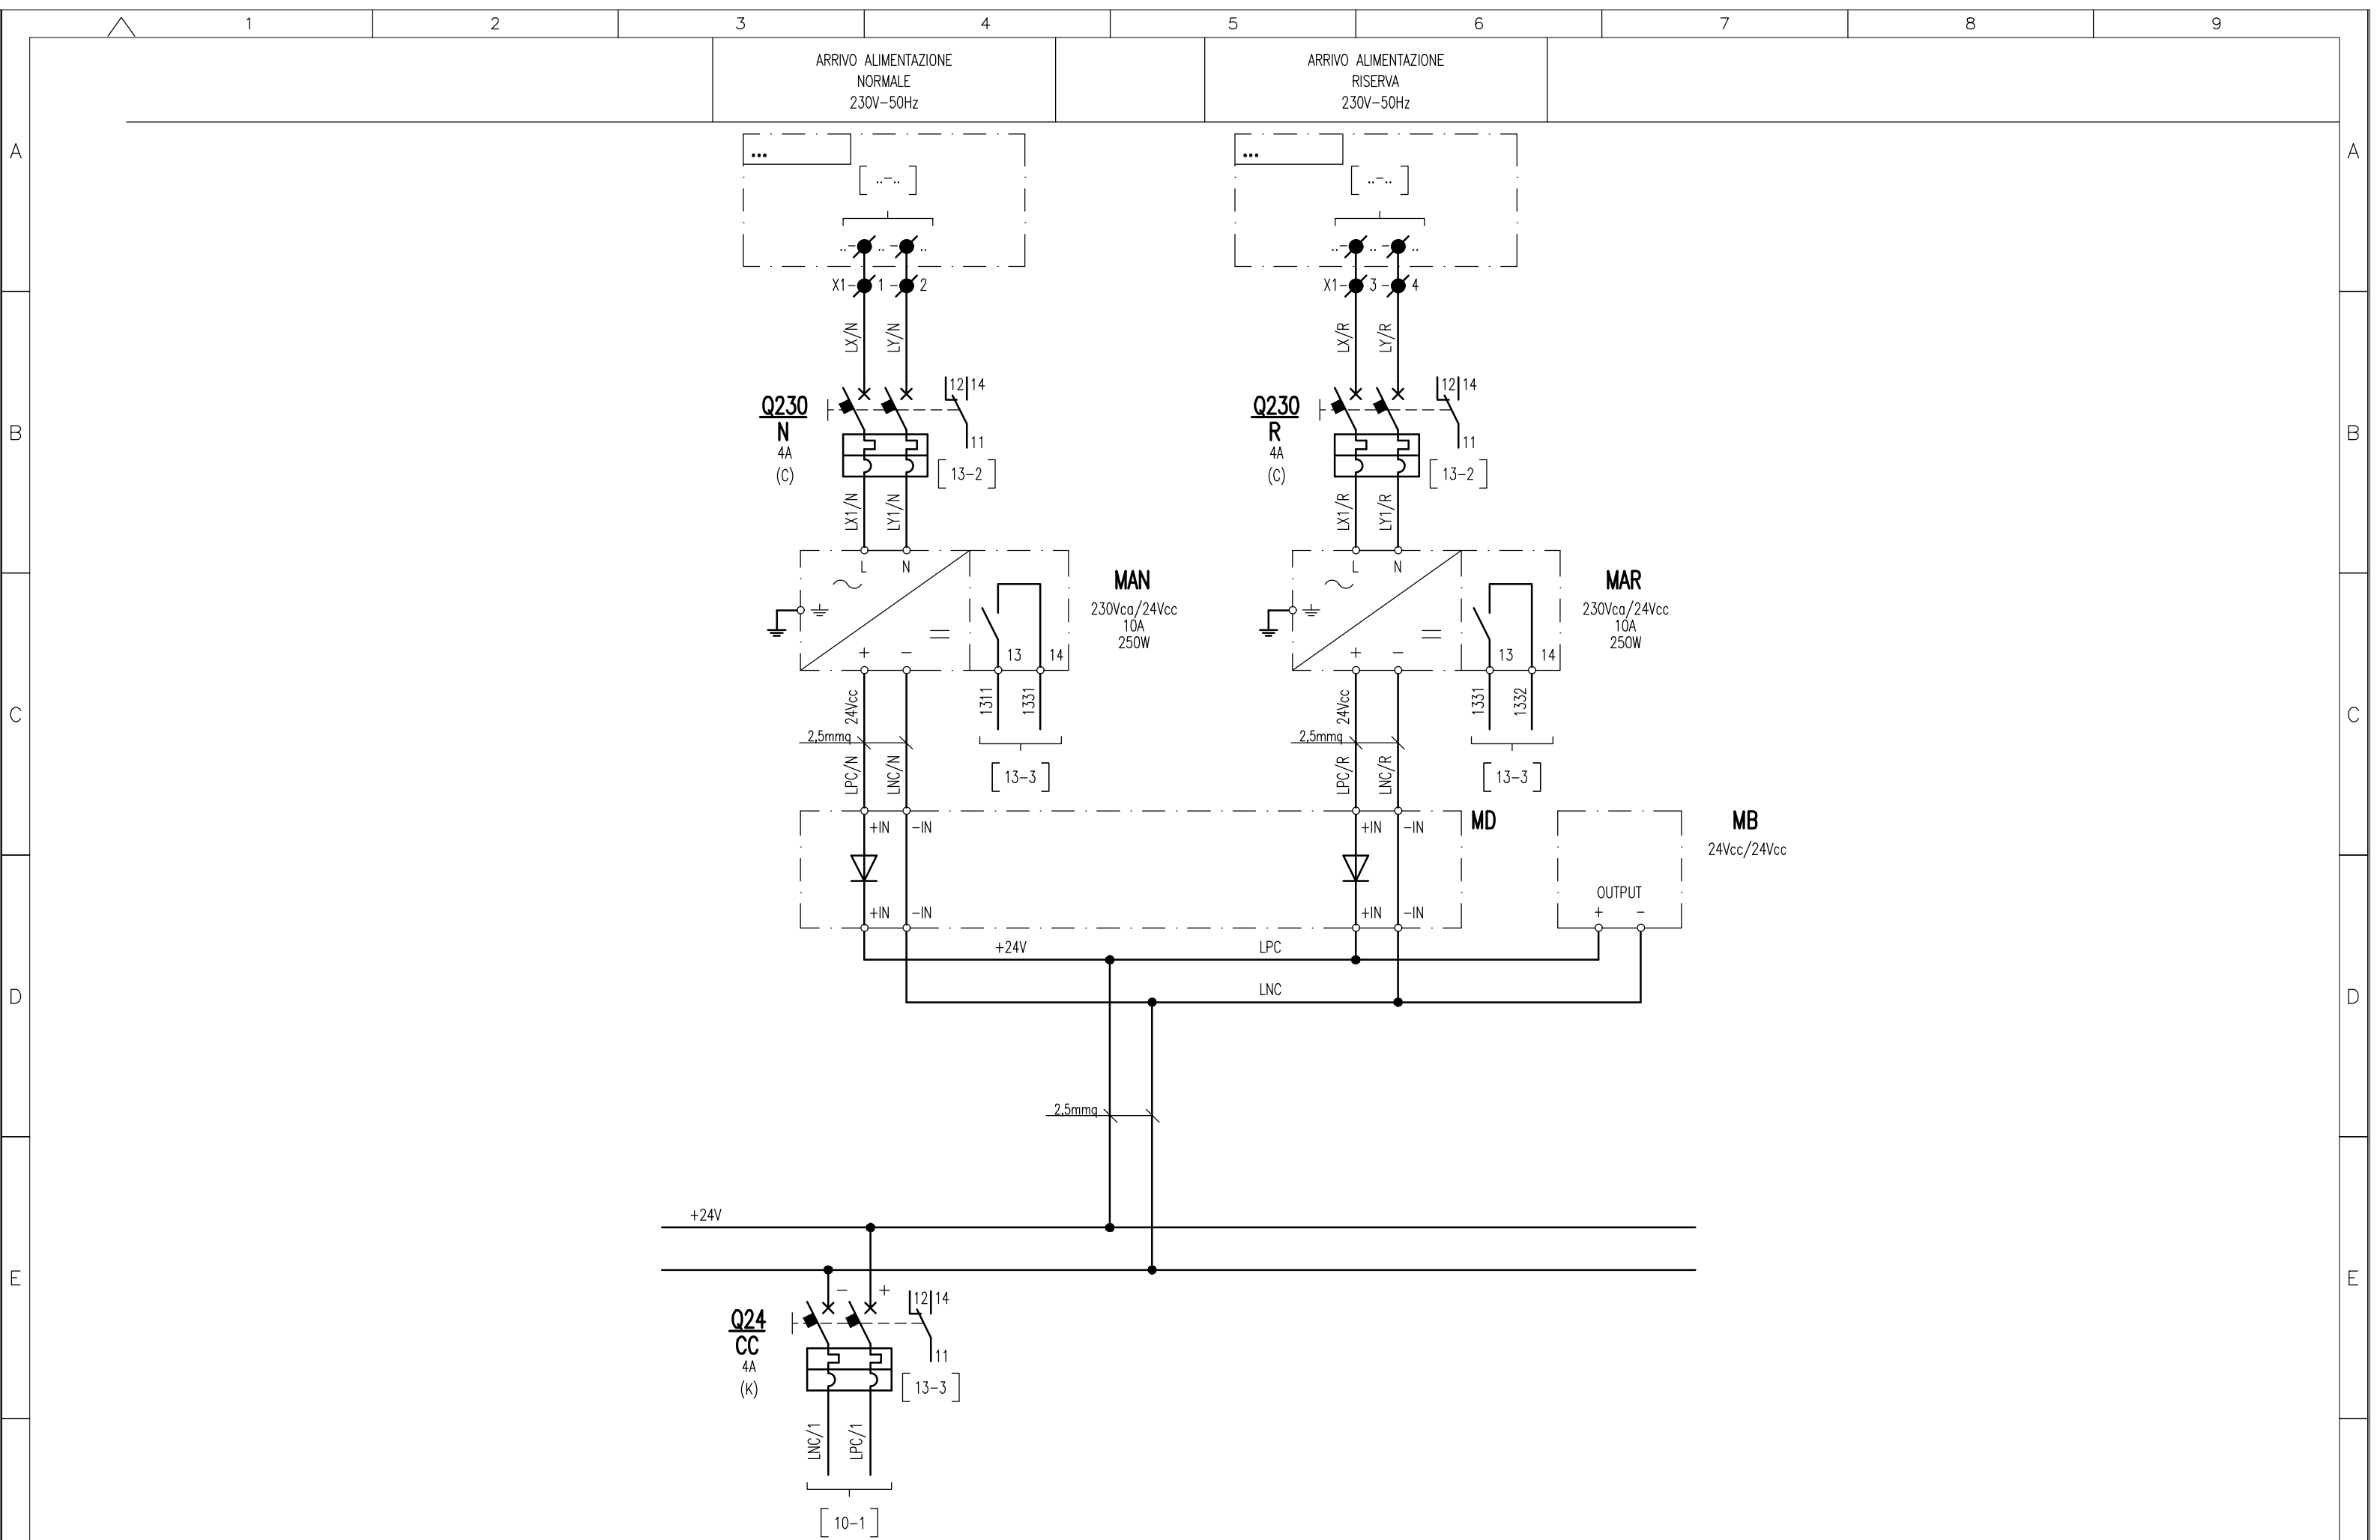 1 2 3 4 5 6 7 8 9
ARRIVO ALIMENTAZIONE
NORMALE
230V-50Hz
ARRIVO ALIMENTAZIONE
RISERVA
230V-50Hz
A A
...
[ ..-.. ]
..- .. - ..
X1- 1 - 2
...
[ ..-.. ]
..- .. - ..
X1- 3 - 4
LX/N LY/N
LX/R LY/R
B B
Q230
N
4A
(C)
12 14
11
[ 13-2 ]
Q230
R
4A
(C)
12 14
11
[ 13-2 ]
LX1/N LY1/N
LX1/R LY1/R
L N
+ -
13 14
MAN
230Vca/24Vcc
10A
250W
L N
+ -
13 14
MAR
230Vca/24Vcc
10A
250W
C C
24Vcc
1311 1331
2,5mmq
LPC/N LNC/N
[ 13-3 ]
24Vcc
1331 1332
2,5mmq
LPC/R LNC/R
[ 13-3 ]
+IN -IN
+IN -IN
MD
+IN -IN
+IN -IN
MB
24Vcc/24Vcc
OUTPUT
+ -
+24V LPC
LNC
D D
2,5mmq
+24V
E E
- +
Q24
CC
4A
(K)
12 14
11
[ 13-3 ]
LNC/1 LPC/1
[ 10-1 ]